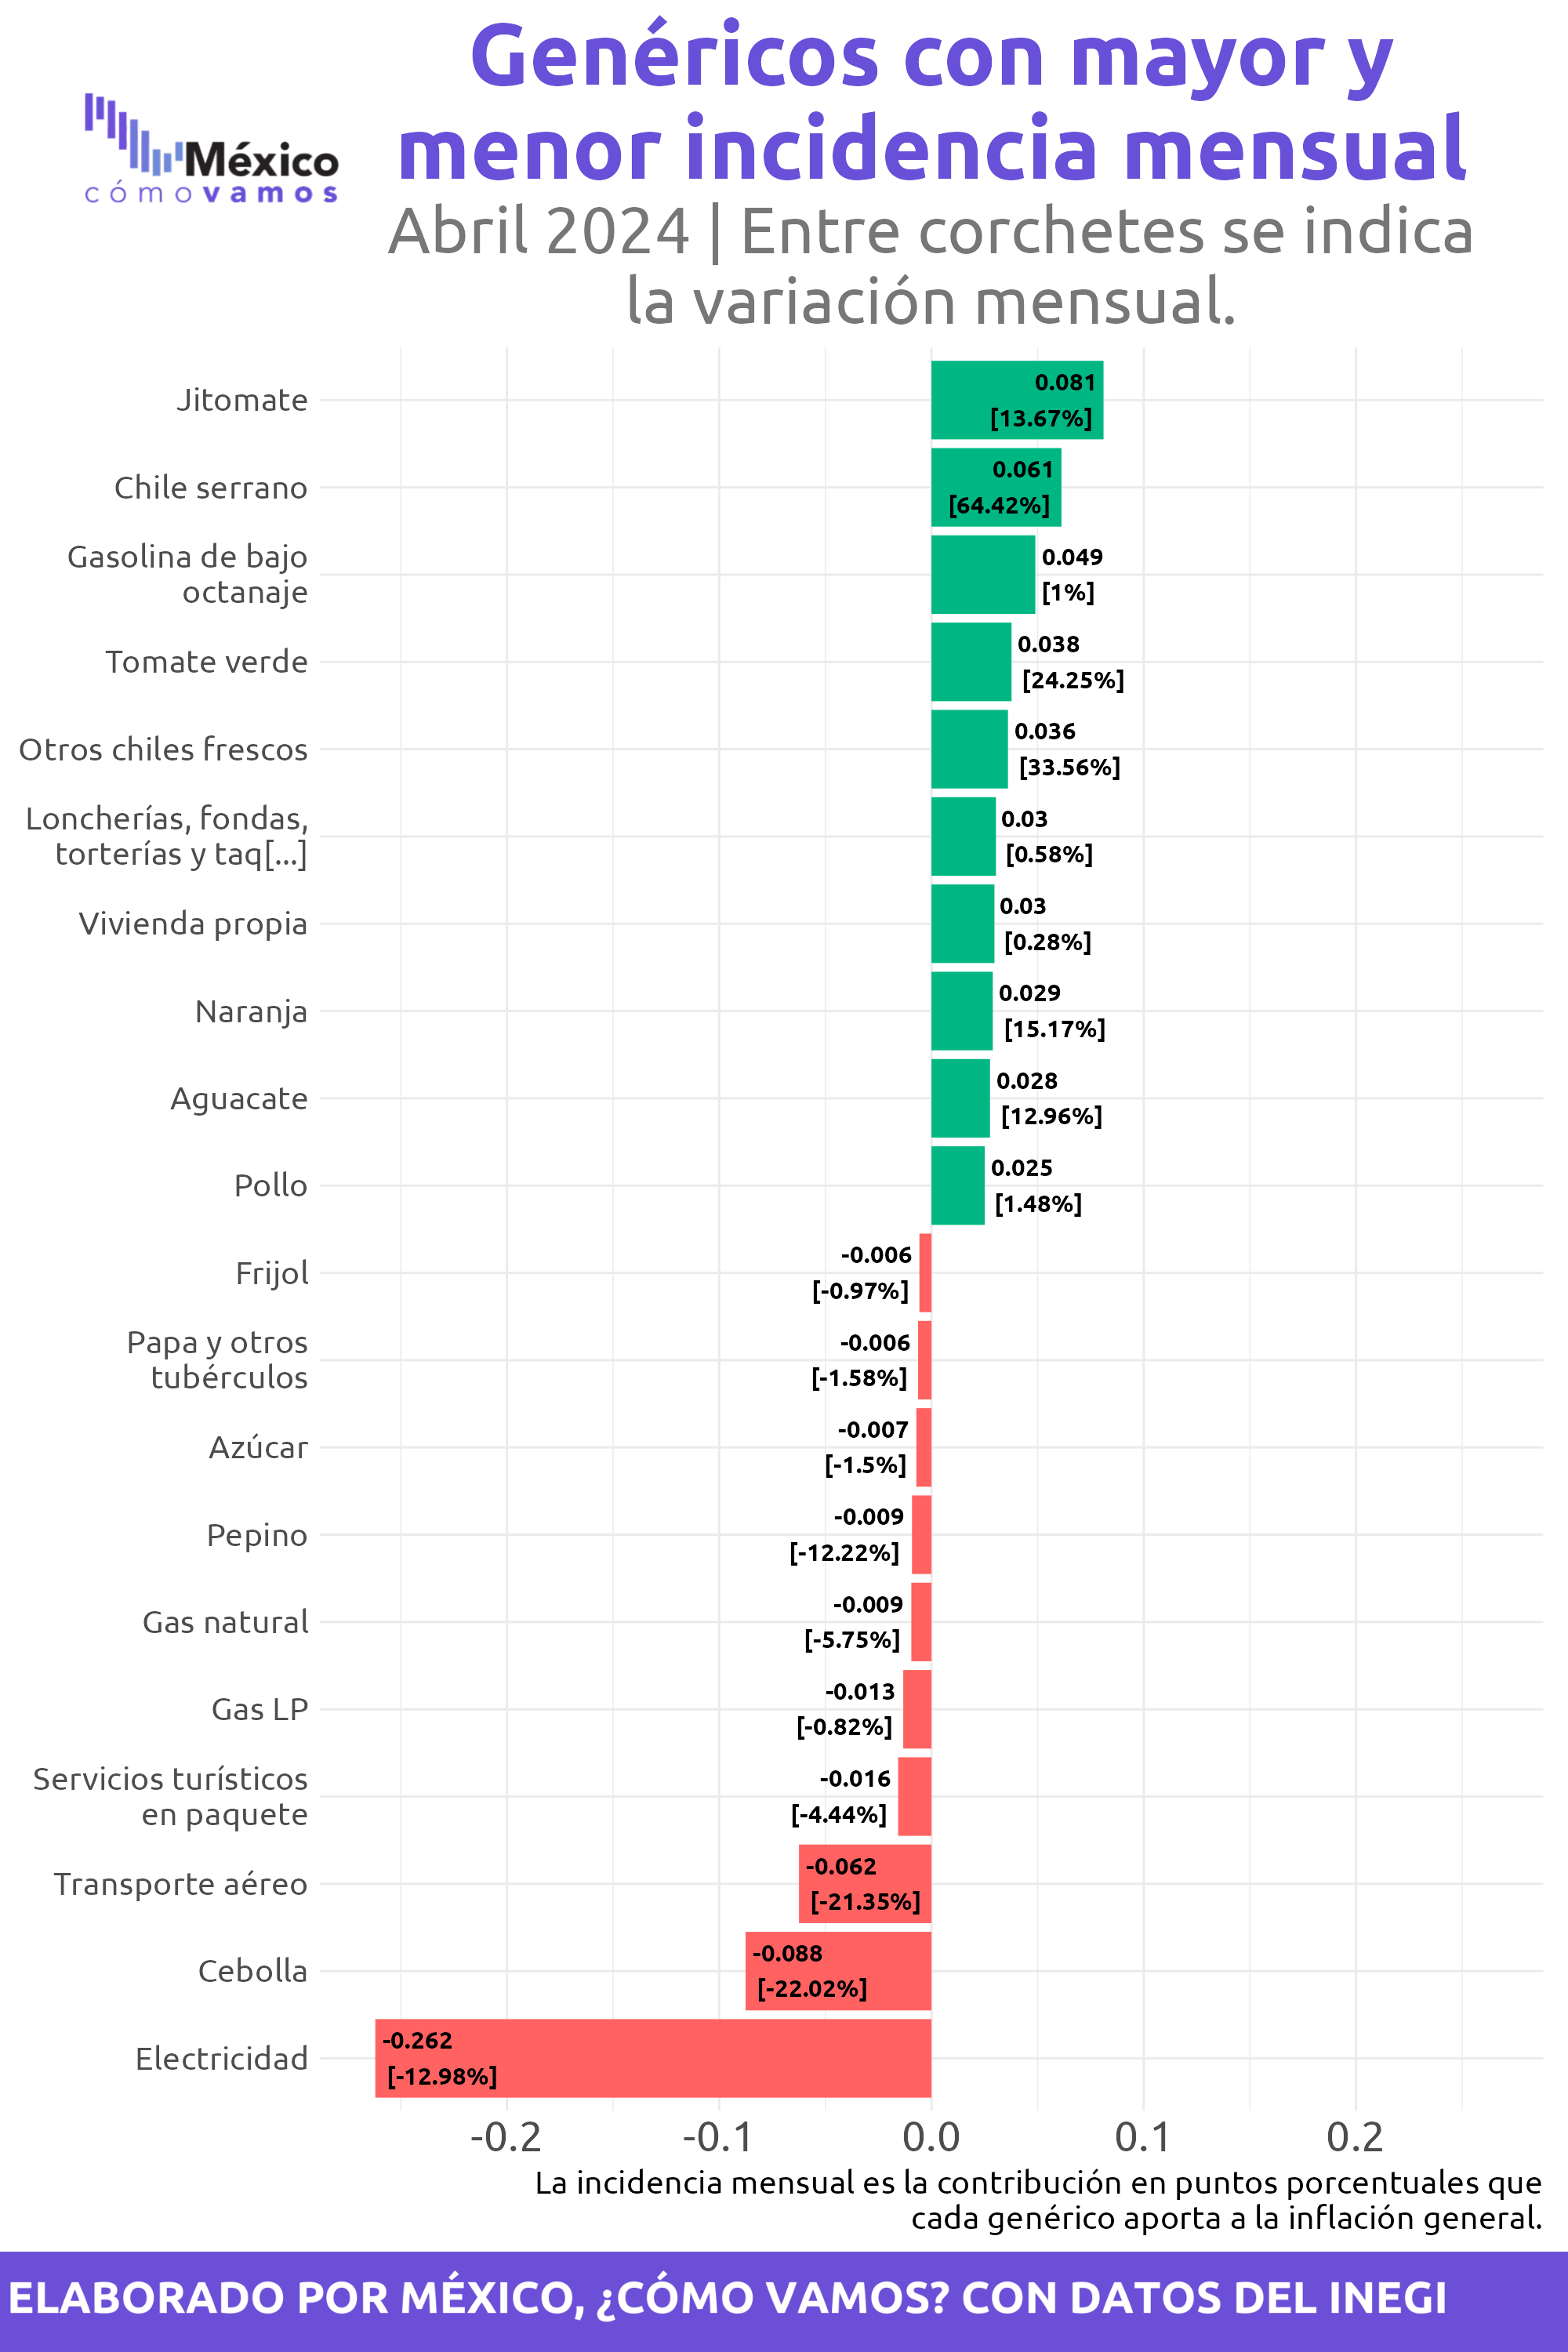 Genéricos con mayor y
menor incidencia mensual
México
cómovamos
Abril 2024 | Entre corchetes se indica
la variación mensual.
Jitomate
0.081
[13.67%]
Chile serrano
0.061
[64.42%]
Gasolina de bajo
octanaje
0.049
[1%]
Tomate verde
0.038
[24.25%]
Otros chiles frescos
0.036
[33.56%]
Loncherías, fondas,
torterías y taq[...]
0.03
[0.58%]
Vivienda propia
0.03
[0.28%]
Naranja
0.029
[15.17%]
Aguacate
0.028
[12.96%]
Pollo
0.025
[1.48%]
Frijol
-0.006
[-0.97%]
Papa y otros
tubérculos
-0.006
[-1.58%]
Azúcar
-0.007
[-1.5%]
Pepino
-0.009
[-12.22%]
Gas natural
-0.009
[-5.75%]
Gas LP
-0.013
[-0.82%]
Servicios turísticos
en paquete
-0.016
[-4.44%]
Transporte aéreo
-0.062
[-21.35%]
Cebolla
-0.088
[-22.02%]
Electricidad
-0.262
[-12.98%]
-0.2 -0.1 0.0 0.1 0.2
La incidencia mensual es la contribución en puntos porcentuales que
cada genérico aporta a la inflación general.
ELABORADO POR MÉXICO, ¿CÓMO VAMOS? CON DATOS DEL INEGI